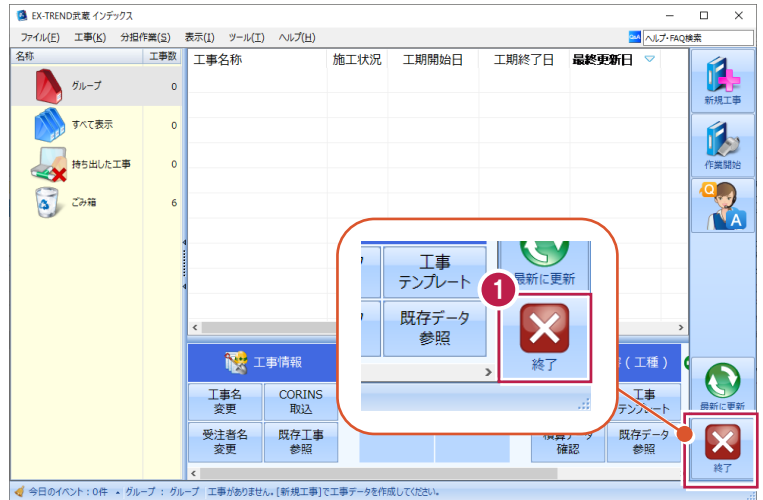 EX-TREND武蔵 インデックス
ファイル(F) 工事(K) 分担作業(S) 表示(I) ツール(T) ヘルプ(H)
Q&A ヘルプ・FAQ検索
名称 工事数
グループ 0
すべて表示 0
持ち出した工事 0
ごみ箱 6
工事名称 施工状況 工期開始日 工期終了日 最終更新日
新規工事
作業開始
Q A
工事
テンプレート
最新に更新
1
既存データ
参照
終了
工事情報
(工種)
工事名
変更
CORINS
取込
工事
テンプレート
最新に更新
受注者名
変更
既存工事
参照
積算データ
確認
既存データ
参照
終了
今日のイベント：0件 グループ ： グループ 工事がありません。[新規工事]で工事データを作成してください。